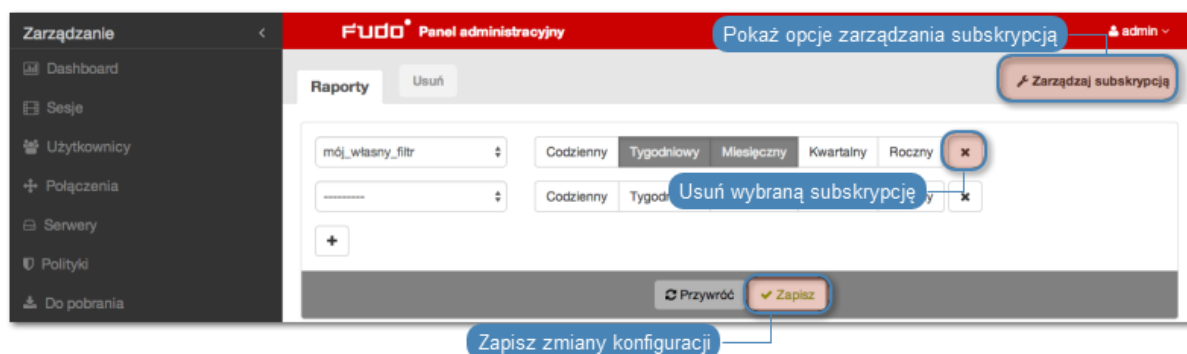 Zarządzanie
Fudo Panel administracyjny
Pokaż opcje zarządzania subskrypcją
admin
Dashboard
Raporty
Usuń
Zarządzaj subskrypcją
Sesje
Użytkownicy
mój_własny_filtr
Codzienny Tygodniowy Miesięczny Kwartalny Roczny
Połączenia
Usuń wybraną subskrypcję
---------
Codzienny
Serwery
Polityki
Do pobrania
Przywróć
Zapisz
Zapisz zmiany konfiguracji